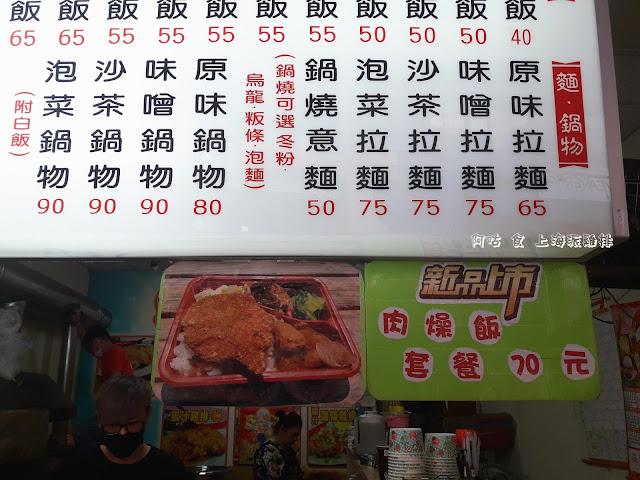 飯 65
飯 65
飯 55
飯 55
飯 55
飯 55
飯 55
飯 50
飯 50
飯 50
飯 40
麵．鍋物
原味拉麵 65
味噌拉麵 75
沙茶拉麵 75
泡菜拉麵 75
鍋燒意麵 50
（鍋燒可選冬粉．
烏龍．粄條．泡麵）
原味鍋物 80
味噌鍋物 90
沙茶鍋物 90
泡菜鍋物 90
（附白飯）
阿咕 食 上海派雞排
新品上市
肉燥飯
套餐70元